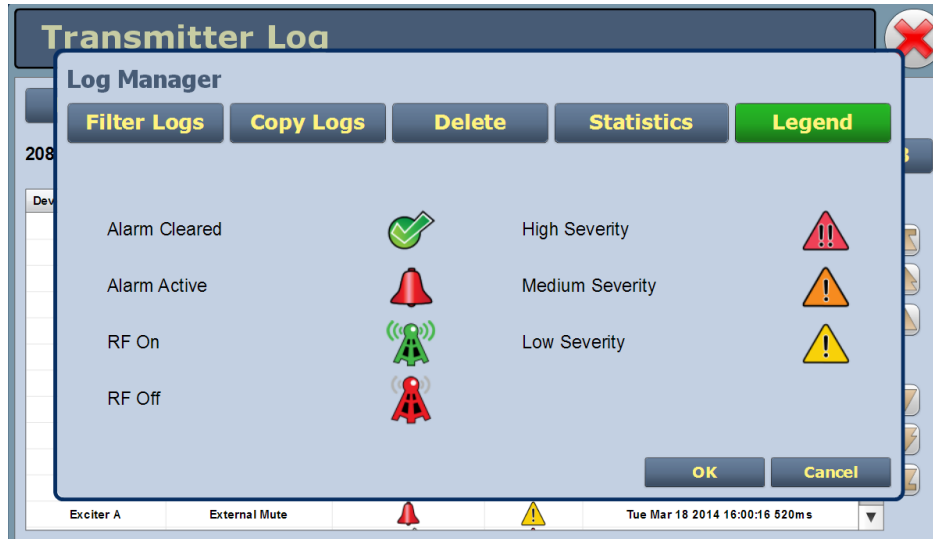 Transmitter Log
Log Manager
Filter Logs Copy Logs Delete Statistics Legend
208
Dev
Alarm Cleared High Severity
Alarm Active Medium Severity
RF On Low Severity
RF Off
OK Cancel
Exciter A External Mute Tue Mar 18 2014 16:00:16 520ms